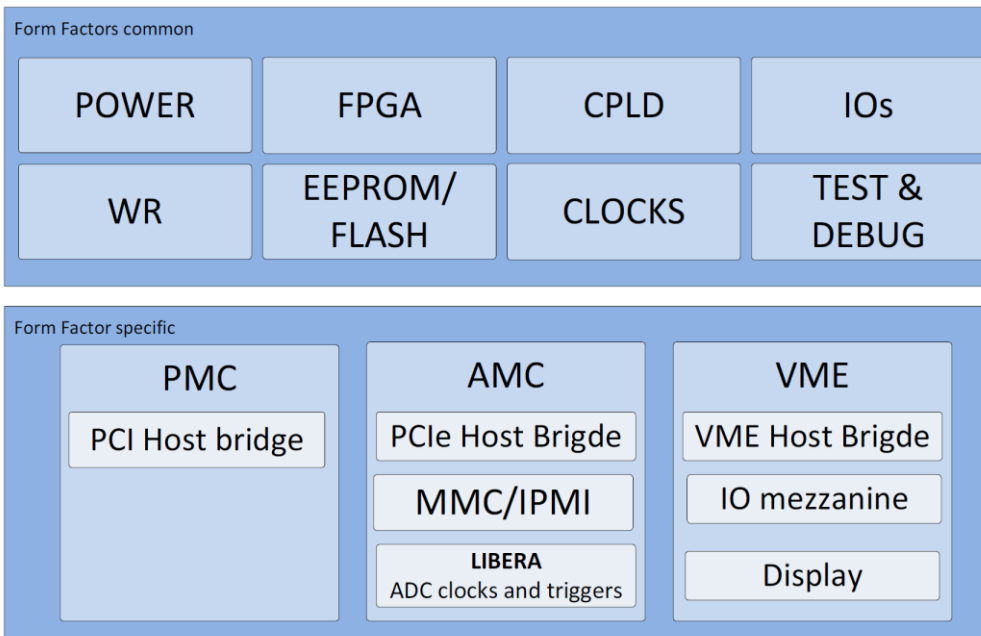 Form Factors common
POWER
FPGA
CPLD
IOs
WR
EEPROM/
FLASH
CLOCKS
TEST &
DEBUG
Form Factor specific
PMC
PCI Host bridge
AMC
PCIe Host Brigde
MMC/IPMI
LIBERA
ADC clocks and triggers
VME
VME Host Brigde
IO mezzanine
Display